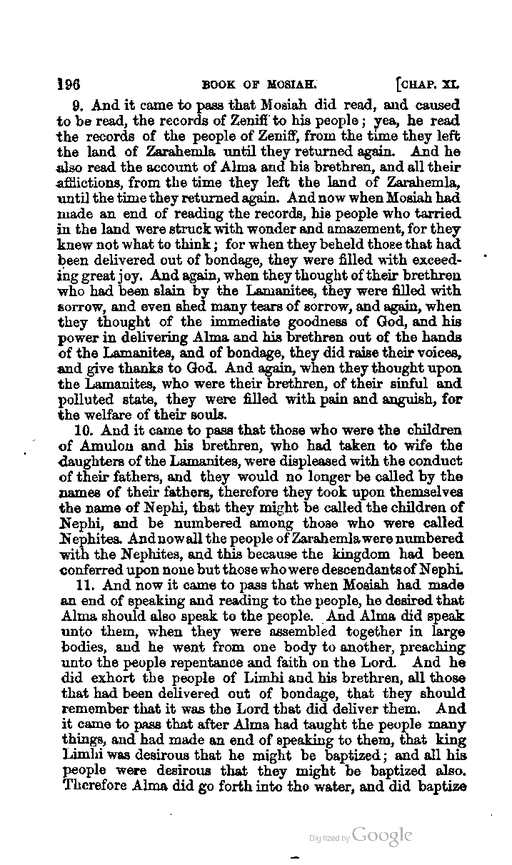 196 BOOK OF MOSIAH. [CHAP. XI.
9. And it came to pass that Mosiah did read, and caused
to be read, the records of Zeniff to his people; yea, he read
the records of the people of Zeniff, from the time they left
the land of Zarahemla until they returned again. And he
also read the account of Alma and his brethren, and all their
afflictions, from the time they left the land of Zarahemla,
until the time they returned again. And now when Mosiah had
made an end of reading the records, his people who tarried
in the land were struck with wonder and amazement, for they
knew not what to think; for when they beheld those that had
been delivered out of bondage, they were filled with exceed-
ing great joy. And again, when they thought of their brethren
who had been slain by the Lamanites, they were filled with
sorrow, and even shed many tears of sorrow, and again, when
they thought of the immediate goodness of God, and his
power in delivering Alma and his brethren out of the hands
of the Lamanites, and of bondage, they did raise their voices,
and give thanks to God. And again, when they thought upon
the Lamanites, who were their brethren, of their sinful and
polluted state, they were filled with pain and anguish, for
the welfare of their souls.
10. And it came to pass that those who were the children
of Amulon and his brethren, who had taken to wife the
daughters of the Lamanites, were displeased with the conduct
of their fathers, and they would no longer be called by the
names of their fathers, therefore they took upon themselves
the name of Nephi, that they might be called the children of
Nephi, and be numbered among those who were called
Nephites. And now all the people of Zarahemla were numbered
with the Nephites, and this because the kingdom had been
conferred upon none but those who were descendants of Nephi.
11. And now it came to pass that when Mosiah had made
an end of speaking and reading to the people, he desired that
Alma should also speak to the people. And Alma did speak
unto them, when they were assembled together in large
bodies, and he went from one body to another, preaching
unto the people repentance and faith on the Lord. And he
did exhort the people of Limhi and his brethren, all those
that had been delivered out of bondage, that they should
remember that it was the Lord that did deliver them. And
it came to pass that after Alma had taught the people many
things, and had made an end of speaking to them, that king
Limhi was desirous that he might be baptized; and all his
people were desirous that they might be baptized also.
Therefore Alma did go forth into the water, and did baptize
Digitized by Google